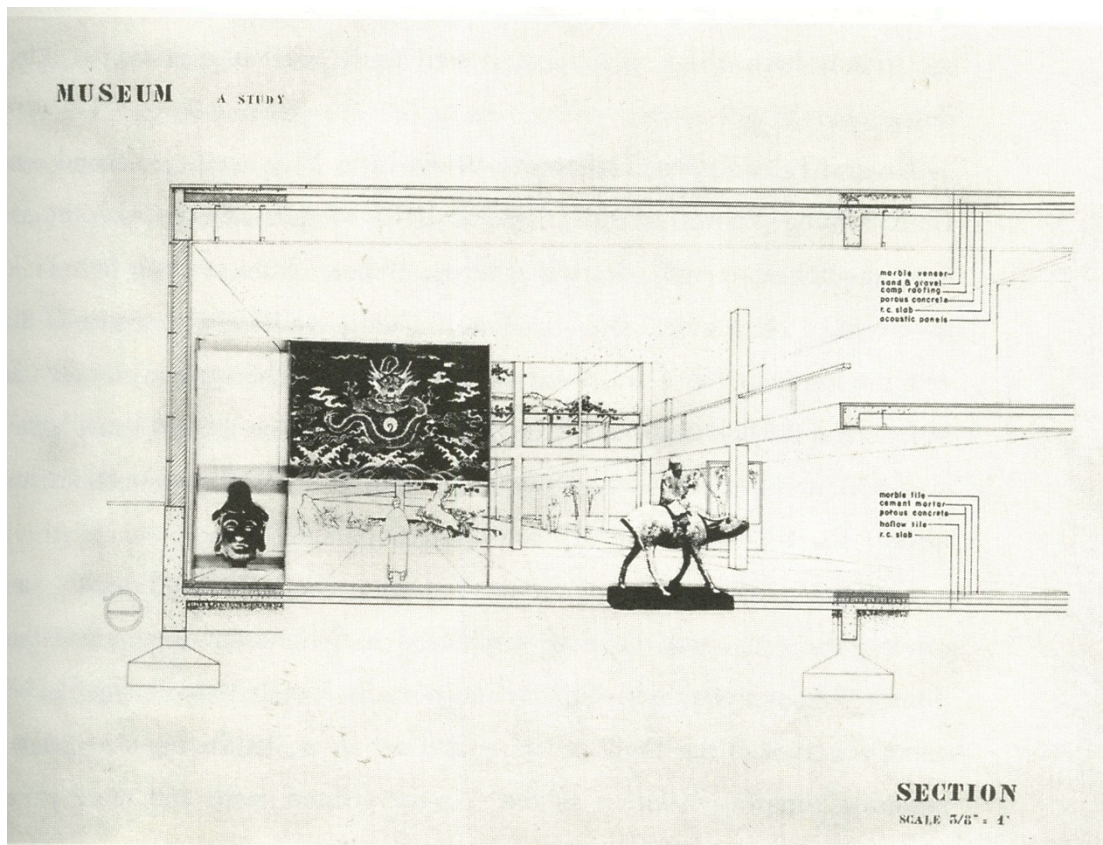 MUSEUM A STUDY
marble veneer
sand & gravel
comp roofing
porous concrete
r.c. slab
acoustic panels
marble tile
cement mortar
porous concrete
hollow tile
r.c. slab
SECTION
SCALE 3/8" = 1'